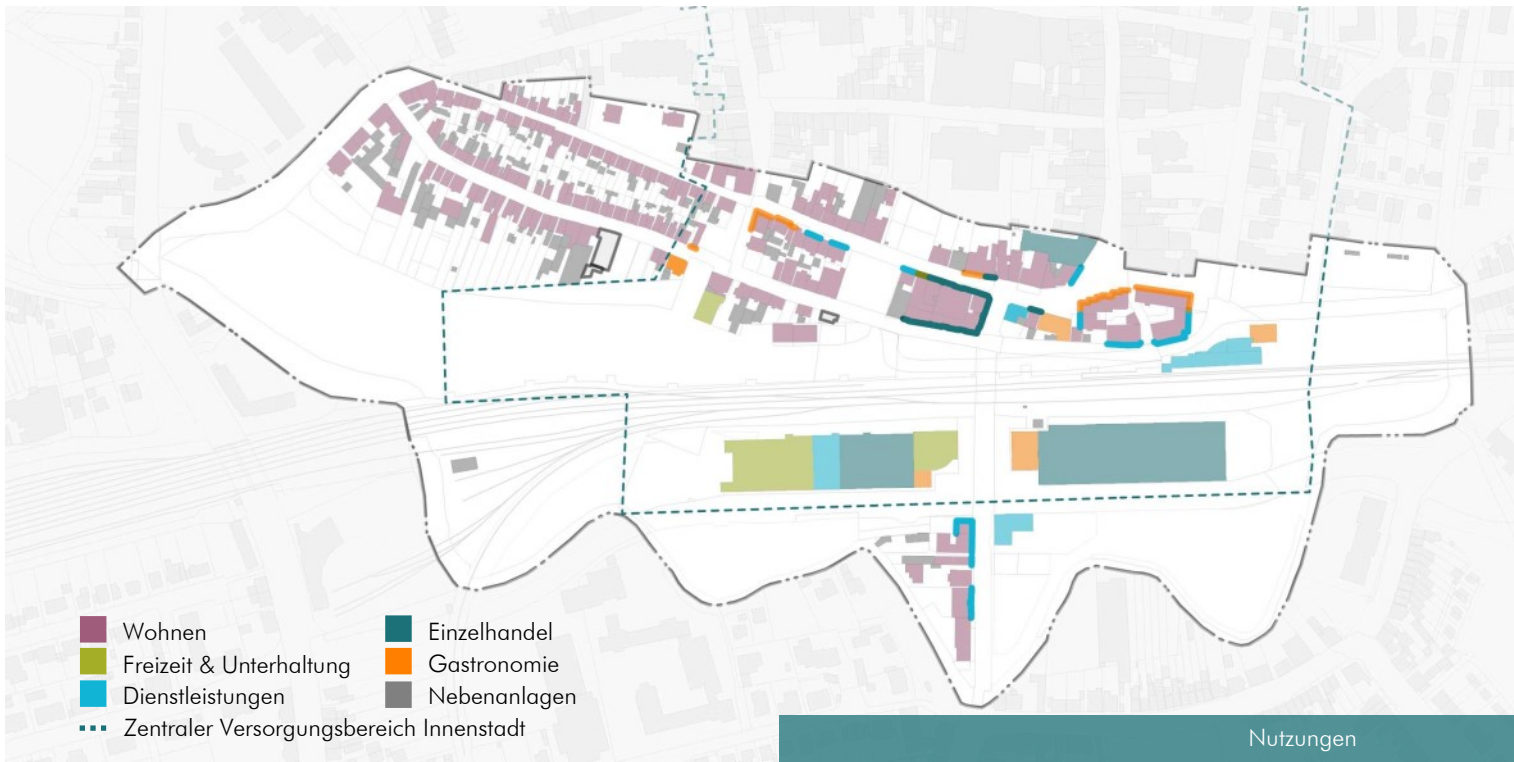 Wohnen
Freizeit & Unterhaltung
Dienstleistungen
Zentraler Versorgungsbereich Innenstadt
Einzelhandel
Gastronomie
Nebenanlagen
Nutzungen